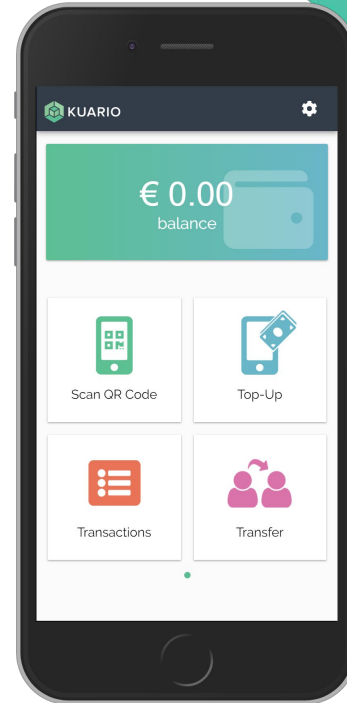 KUARIO
€ 0.00
balance
Scan QR Code
Top-Up
Transactions
Transfer